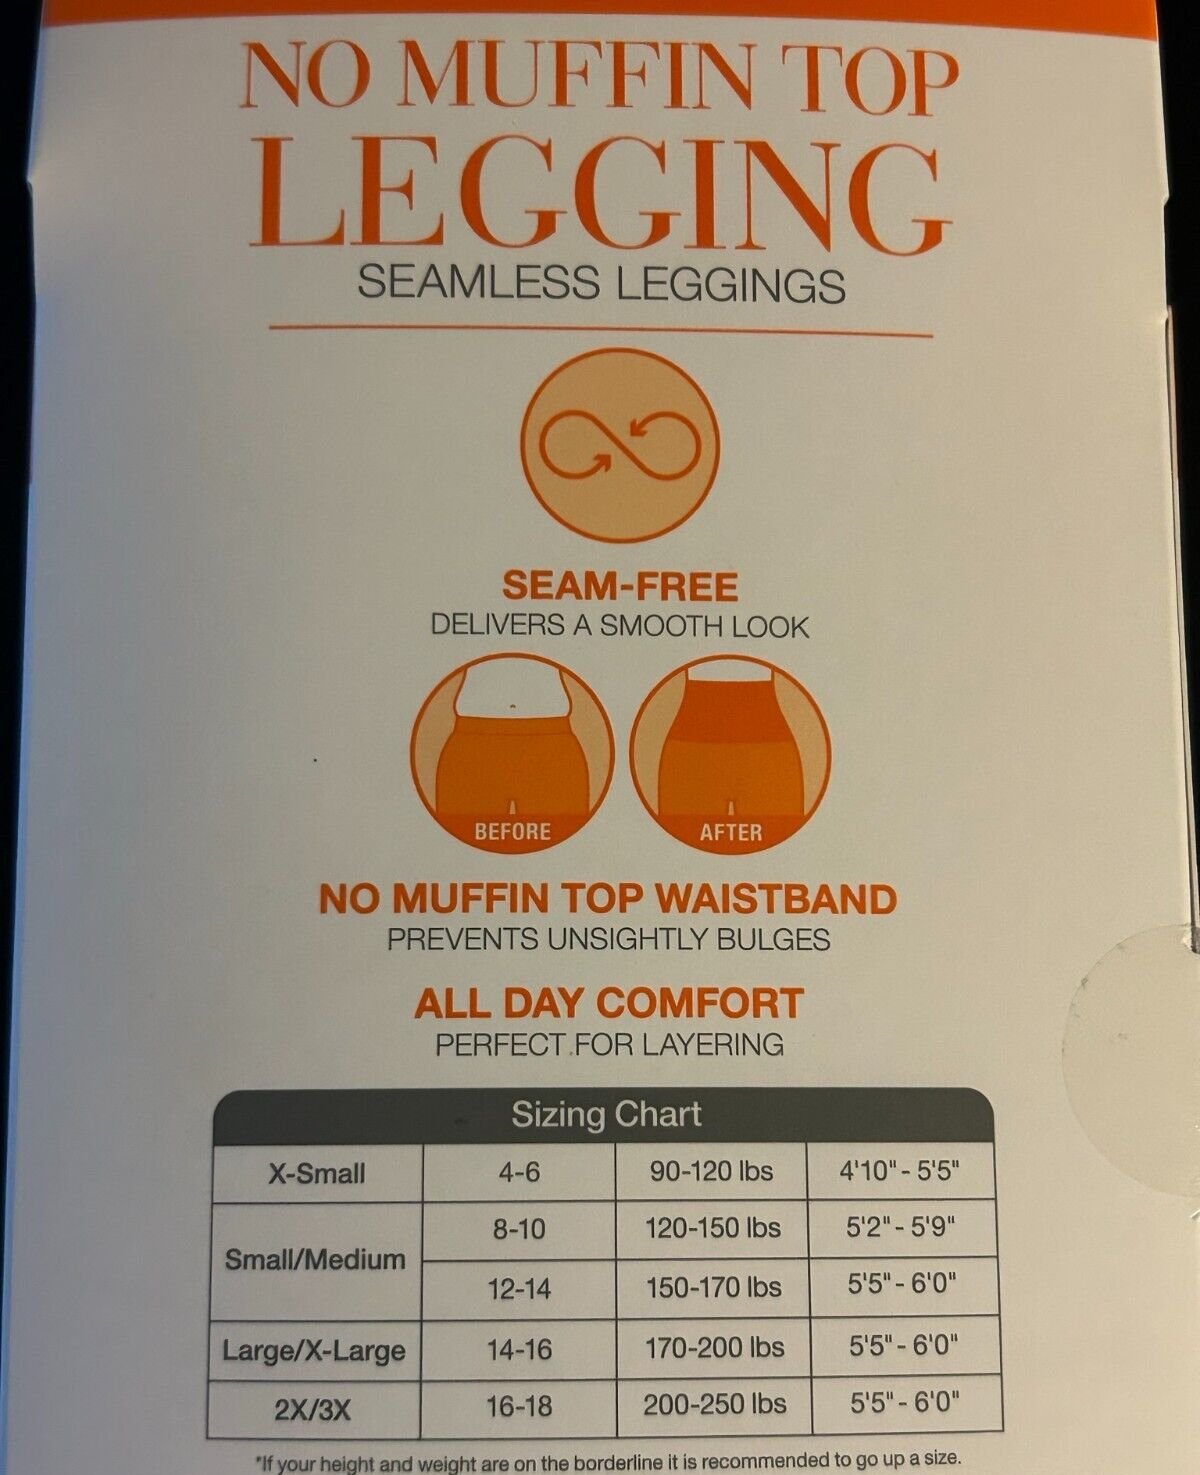 NO MUFFIN TOP
LEGGING
SEAMLESS LEGGINGS
SEAM-FREE
DELIVERS A SMOOTH LOOK
BEFORE AFTER
NO MUFFIN TOP WAISTBAND
PREVENTS UNSIGHTLY BULGES
ALL DAY COMFORT
PERFECT FOR LAYERING
Sizing Chart
X-Small 4-6 90-120 lbs 4'10" - 5'5"
Small/Medium 8-10 120-150 lbs 5'2" - 5'9"
12-14 150-170 lbs 5'5" - 6'0"
Large/X-Large 14-16 170-200 lbs 5'5" - 6'0"
2X/3X 16-18 200-250 lbs 5'5" - 6'0"
*If your height and weight are on the borderline it is recommended to go up a size.